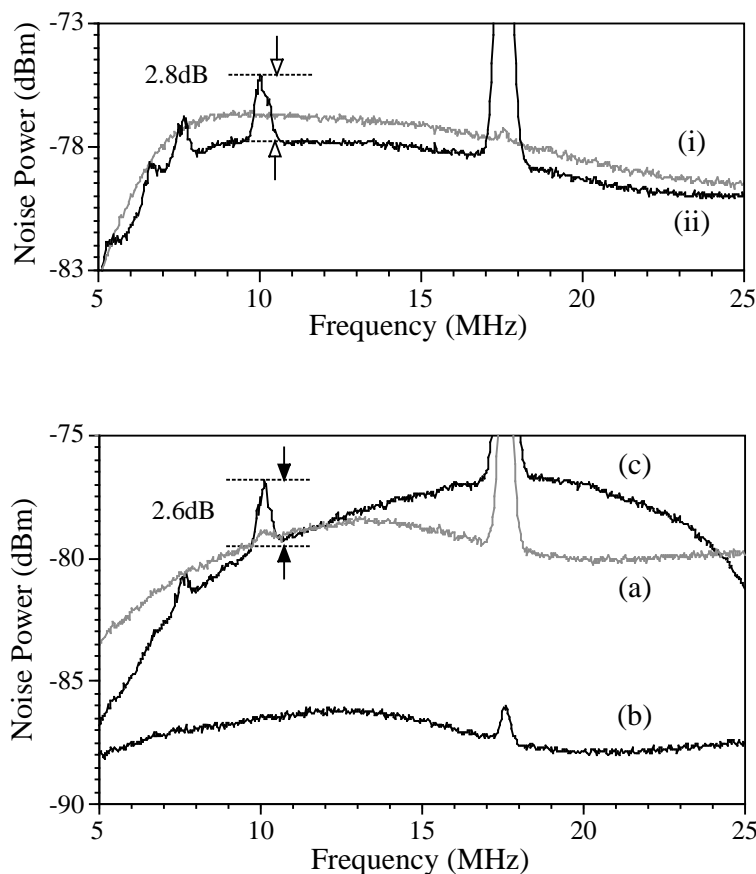 -73
2.8dB
-78
(i)
(ii)
-83
Noise Power (dBm)
5 10 15 20 25
Frequency (MHz)
-75
(c)
2.6dB
-80
(a)
-85
(b)
-90
Noise Power (dBm)
5 10 15 20 25
Frequency (MHz)